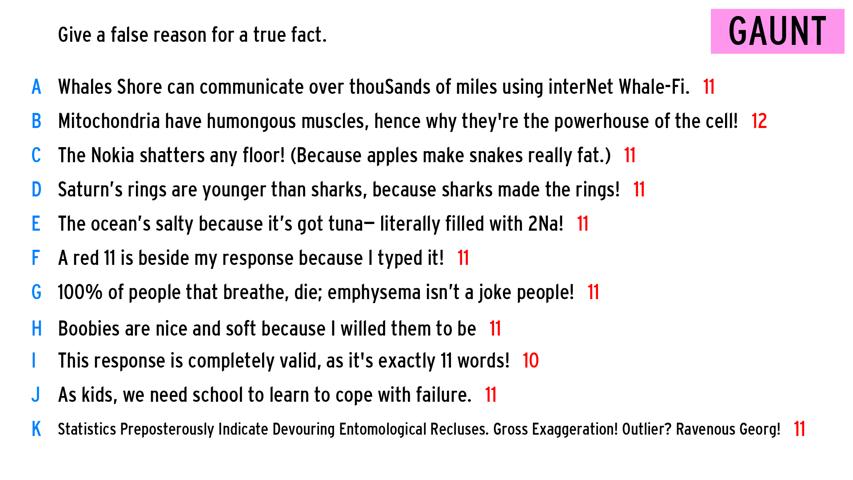 Give a false reason for a true fact.
GAUNT
A Whales Shore can communicate over thouSands of miles using interNet Whale-Fi. 11
B Mitochondria have humongous muscles, hence why they're the powerhouse of the cell! 12
C The Nokia shatters any floor! (Because apples make snakes really fat.) 11
D Saturn's rings are younger than sharks, because sharks made the rings! 11
E The ocean's salty because it's got tuna— literally filled with 2Na! 11
F A red 11 is beside my response because I typed it! 11
G 100% of people that breathe, die; emphysema isn't a joke people! 11
H Boobies are nice and soft because I willed them to be 11
I This response is completely valid, as it's exactly 11 words! 10
J As kids, we need school to learn to cope with failure. 11
K Statistics Preposterously Indicate Devouring Entomological Recluses. Gross Exaggeration! Outlier? Ravenous Georg! 11